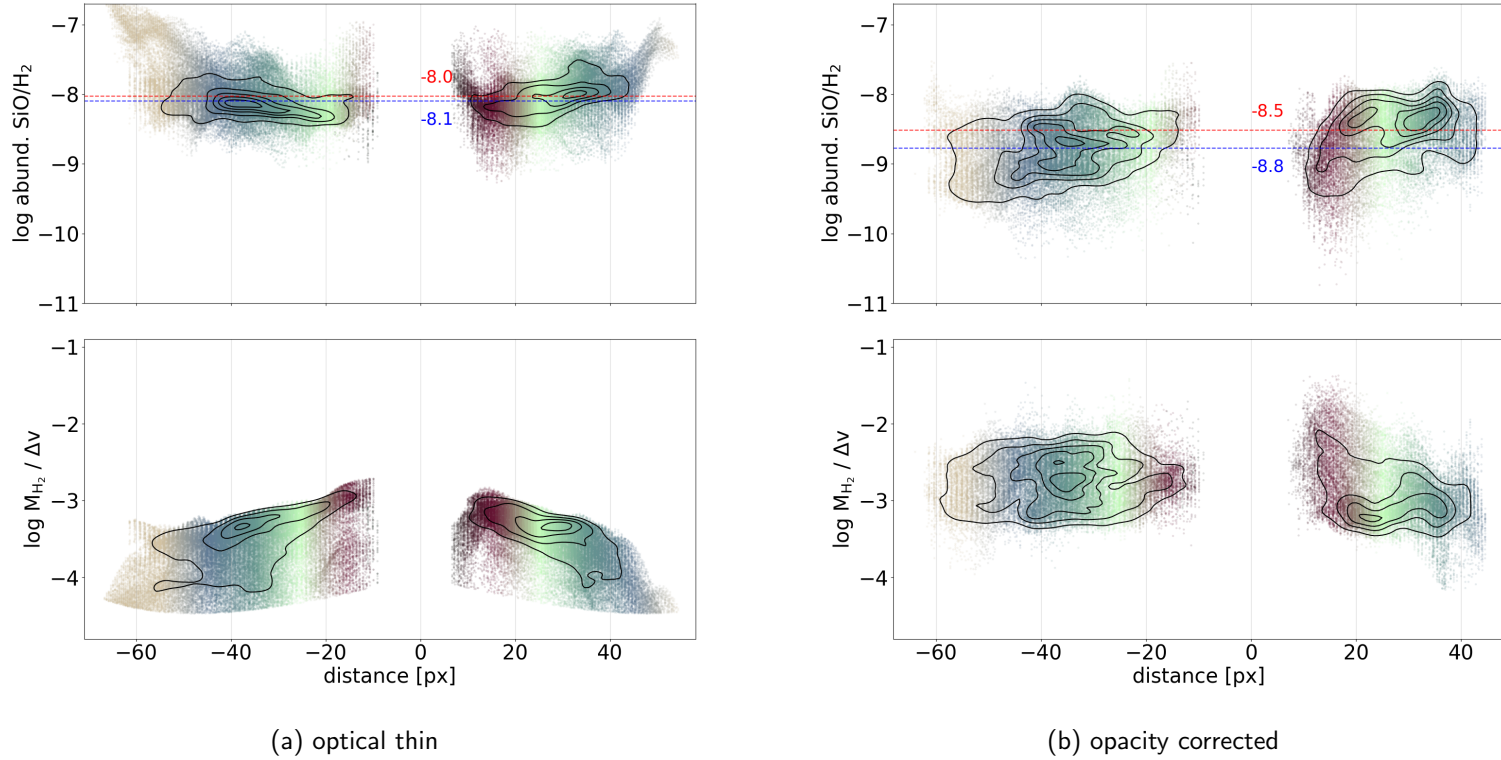 −7
−8
−9
−10
−11
log abund. SiO/H₂
-8.0
-8.1
−1
−2
−3
−4
log M_H₂ / Δv
−60 −40 −20 0 20 40
distance [px]
(a) optical thin
−7
−8
−9
−10
−11
log abund. SiO/H₂
-8.5
-8.8
−1
−2
−3
−4
log M_H₂ / Δv
−60 −40 −20 0 20 40
distance [px]
(b) opacity corrected